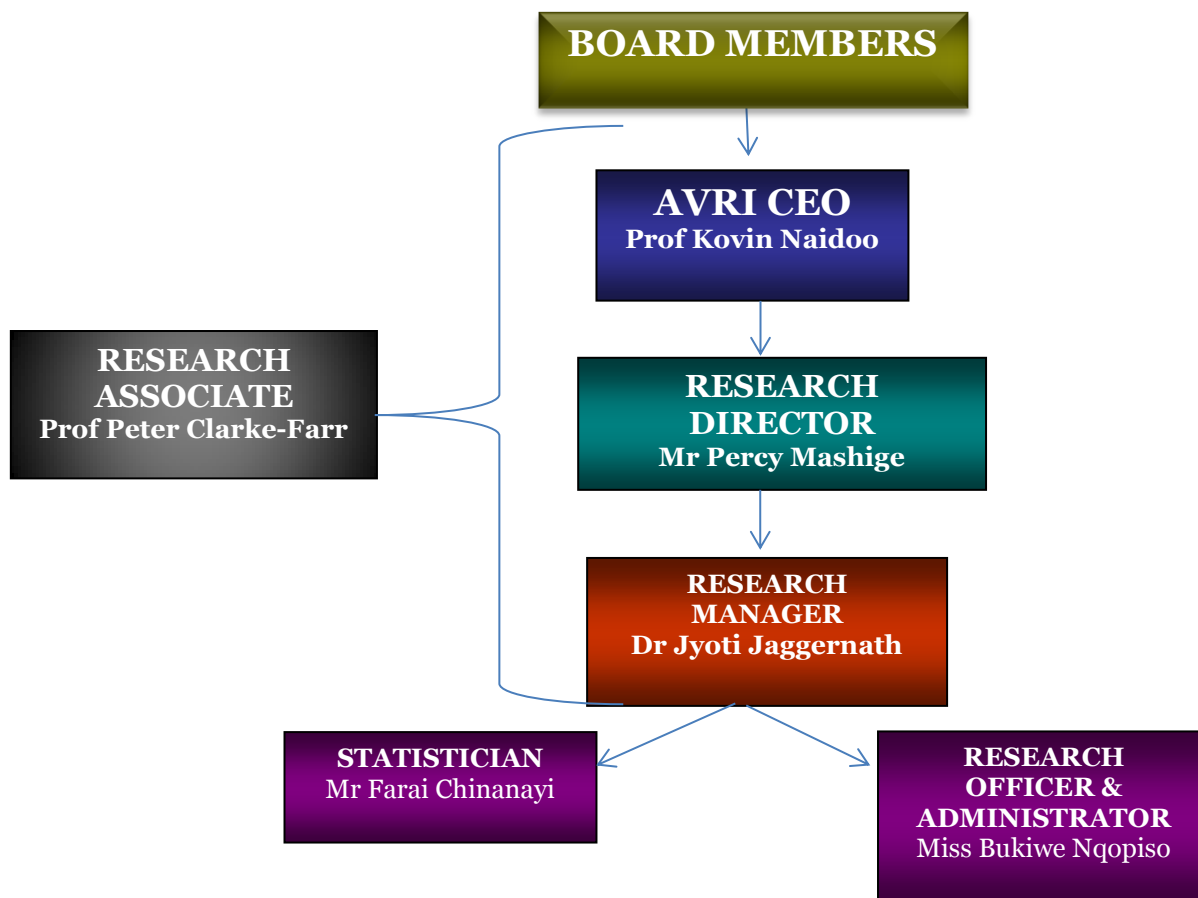 BOARD MEMBERS
AVRI CEO
Prof Kovin Naidoo
RESEARCH
ASSOCIATE
Prof Peter Clarke-Farr
RESEARCH
DIRECTOR
Mr Percy Mashige
RESEARCH
MANAGER
Dr Jyoti Jaggernath
STATISTICIAN
Mr Farai Chinanayi
RESEARCH
OFFICER &
ADMINISTRATOR
Miss Bukiwe Nqopiso